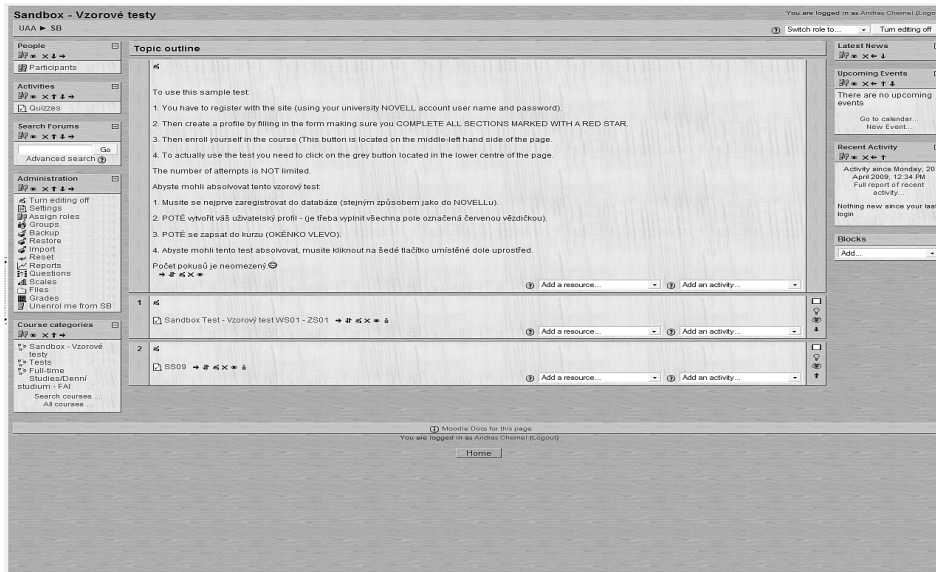 Sandbox - Vzorové testy
You are logged in as Andras Chernel (Logou
UAA ► SB
Switch role to...
Turn editing off
People
Participants
Activities
Quizzes
Search Forums
Go
Advanced search
Administration
Turn editing off
Settings
Assign roles
Groups
Backup
Restore
Import
Reset
Reports
Questions
Scales
Files
Grades
Unenrol me from SB
Course categories
Sandbox - Vzorové
testy
Tests
Full-time
Studies/Denní
studium - FAI
Search courses ...
All courses ...
Topic outline
To use this sample test:
1. You have to register with the site (using your university NOVELL account user name and password).
2. Then create a profile by filling in the form making sure you COMPLETE ALL SECTIONS MARKED WITH A RED STAR.
3. Then enroll yourself in the course (This button is located on the middle-left hand side of the page.
4. To actually use the test you need to click on the grey button located in the lower centre of the page.
The number of attempts is NOT limited.
Abyste mohli absolvovat tento vzorový test:
1. Musite se nejprve zaregistrovat do databáze (stejným způsobem jako do NOVELLu).
2. POTÉ vytvořit váš uživatelský profil - (je třeba vyplnit všechna pole označená červenou vězdičkou).
3. POTÉ se zapsat do kurzu (OKÉNKO VLEVO).
4. Abyste mohli tento test absolvovat, musite kliknout na šedé tlačítko umístěné dole uprostřed.
Počet pokusů je neomezený
Add a resource...
Add an activity...
1
Sandbox Test - Vzorový test WS01 - ZS01
Add a resource...
Add an activity...
2
SS09
Add a resource...
Add an activity...
Latest News
Upcoming Events
There are no upcoming
events
Go to calendar...
New Event...
Recent Activity
Activity since Monday, 20
April 2009, 12:34 PM
Full report of recent
activity...
Nothing new since your last
login
Blocks
Add...
Moodle Docs for this page
You are logged in as Andras Chernel (Logout)
Home